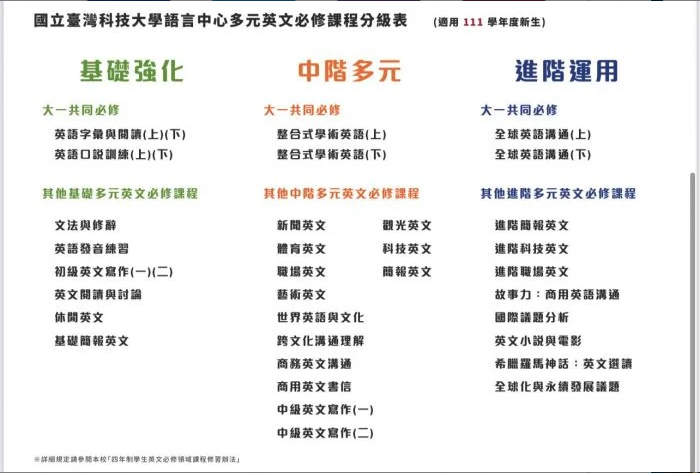 國立臺灣科技大學語言中心多元英文必修課程分級表 (適用 111 學年度新生)
基礎強化
大一共同必修
英語字彙與閱讀(上)(下)
英語口說訓練(上)(下)
其他基礎多元英文必修課程
文法與修辭
英語發音練習
初級英文寫作(一)(二)
英文閱讀與討論
休閒英文
基礎簡報英文
中階多元
大一共同必修
整合式學術英語(上)
整合式學術英語(下)
其他中階多元英文必修課程
新聞英文 觀光英文
體育英文 科技英文
職場英文 簡報英文
藝術英文
世界英語與文化
跨文化溝通理解
商務英文溝通
商用英文書信
中級英文寫作(一)
中級英文寫作(二)
進階運用
大一共同必修
全球英語溝通(上)
全球英語溝通(下)
其他進階多元英文必修課程
進階簡報英文
進階科技英文
進階職場英文
故事力：商用英語溝通
國際議題分析
英文小說與電影
希臘羅馬神話：英文選讀
全球化與永續發展議題
※詳細規定請參閱本校「四年制學生英文必修領域課程修習辦法」